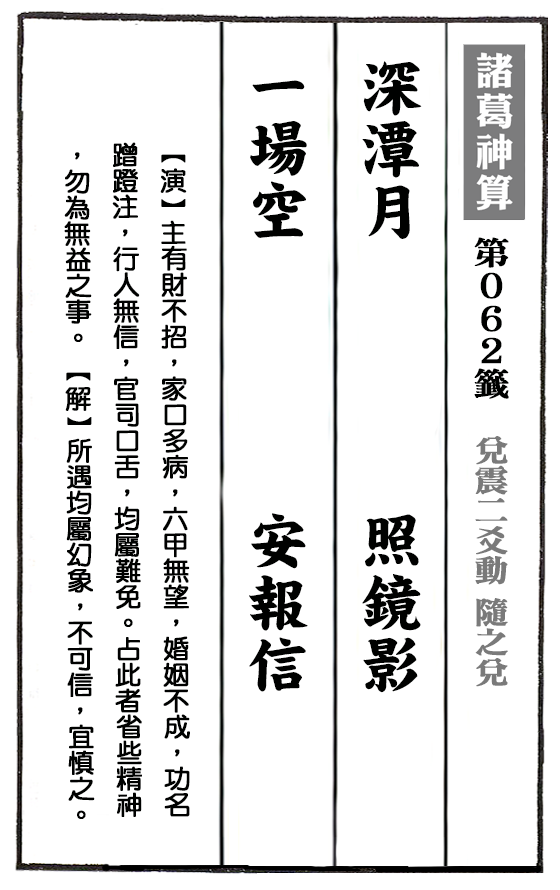 諸葛神算 第062籤 兌震二爻動 隨之兌
深潭月 照鏡影
一場空 安報信
【演】主有財不招，家口多病，六甲無望，婚姻不成，功名
蹭蹬注，行人無信，官司口舌，均屬難免。占此者省些精神
，勿為無益之事。【解】所遇均屬幻象，不可信，宜慎之。